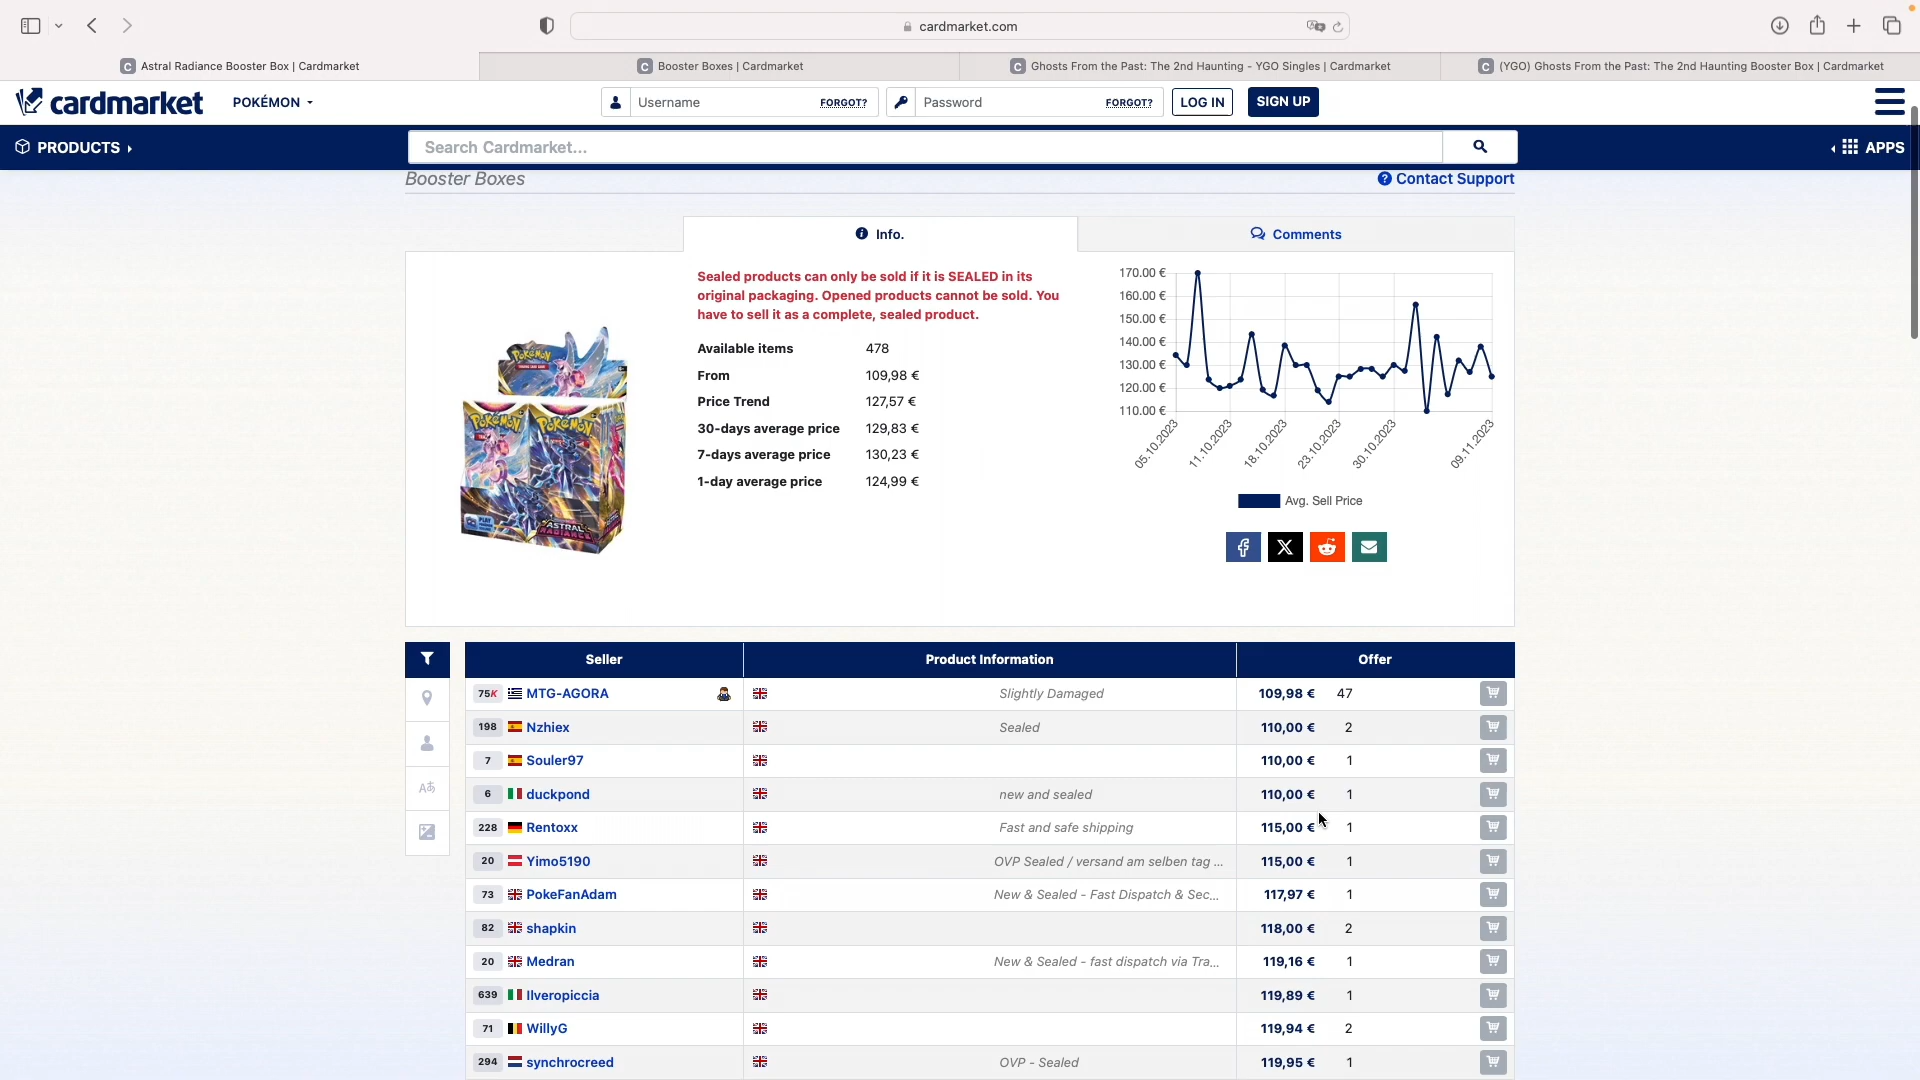 cardmarket.com
Astral Radiance Booster Box | Cardmarket
Booster Boxes | Cardmarket
Ghosts From the Past: The 2nd Haunting - YGO Singles | Cardmarket
(YGO) Ghosts From the Past: The 2nd Haunting Booster Box | Cardmarket
cardmarket
POKÉMON
Username
FORGOT?
Password
FORGOT?
LOG IN
SIGN UP
PRODUCTS
Search Cardmarket...
APPS
Booster Boxes
Contact Support
Info.
Comments
Sealed products can only be sold if it is SEALED in its
original packaging. Opened products cannot be sold. You
have to sell it as a complete, sealed product.
Available items 478
From 109,98 €
Price Trend 127,57 €
30-days average price 129,83 €
7-days average price 130,23 €
1-day average price 124,99 €
POKÉMON
POKÉMON POKÉMON
ASTRAL
RADIANCE
170.00 €
160.00 €
150.00 €
140.00 €
130.00 €
120.00 €
110.00 €
05.10.2023
11.10.2023
18.10.2023
23.10.2023
30.10.2023
09.11.2023
Avg. Sell Price
Seller Product Information Offer
75K MTG-AGORA Slightly Damaged 109,98 € 47
198 Nzhiex Sealed 110,00 € 2
7 Souler97 110,00 € 1
6 duckpond new and sealed 110,00 € 1
228 Rentoxx Fast and safe shipping 115,00 € 1
20 Yimo5190 OVP Sealed / versand am selben tag ... 115,00 € 1
73 PokeFanAdam New & Sealed - Fast Dispatch & Sec... 117,97 € 1
82 shapkin 118,00 € 2
20 Medran New & Sealed - fast dispatch via Tra... 119,16 € 1
639 Ilveropiccia 119,89 € 1
71 WillyG 119,94 € 2
294 synchrocreed OVP - Sealed 119,95 € 1